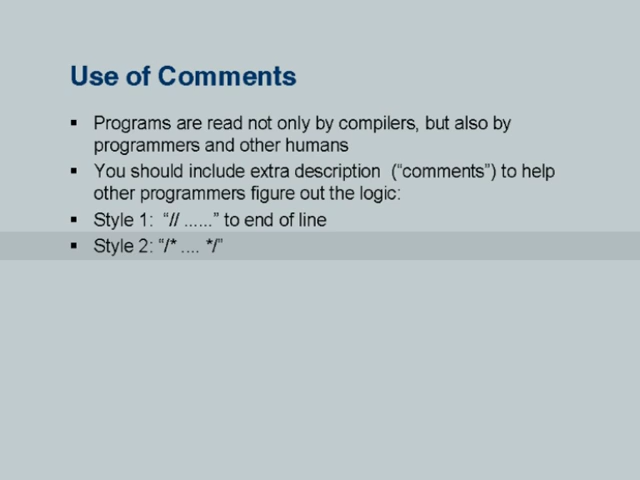 Use of Comments
▪ Programs are read not only by compilers, but also by
programmers and other humans
▪ You should include extra description ("comments") to help
other programmers figure out the logic:
▪ Style 1: "// ......" to end of line
▪ Style 2: "/* .... */"